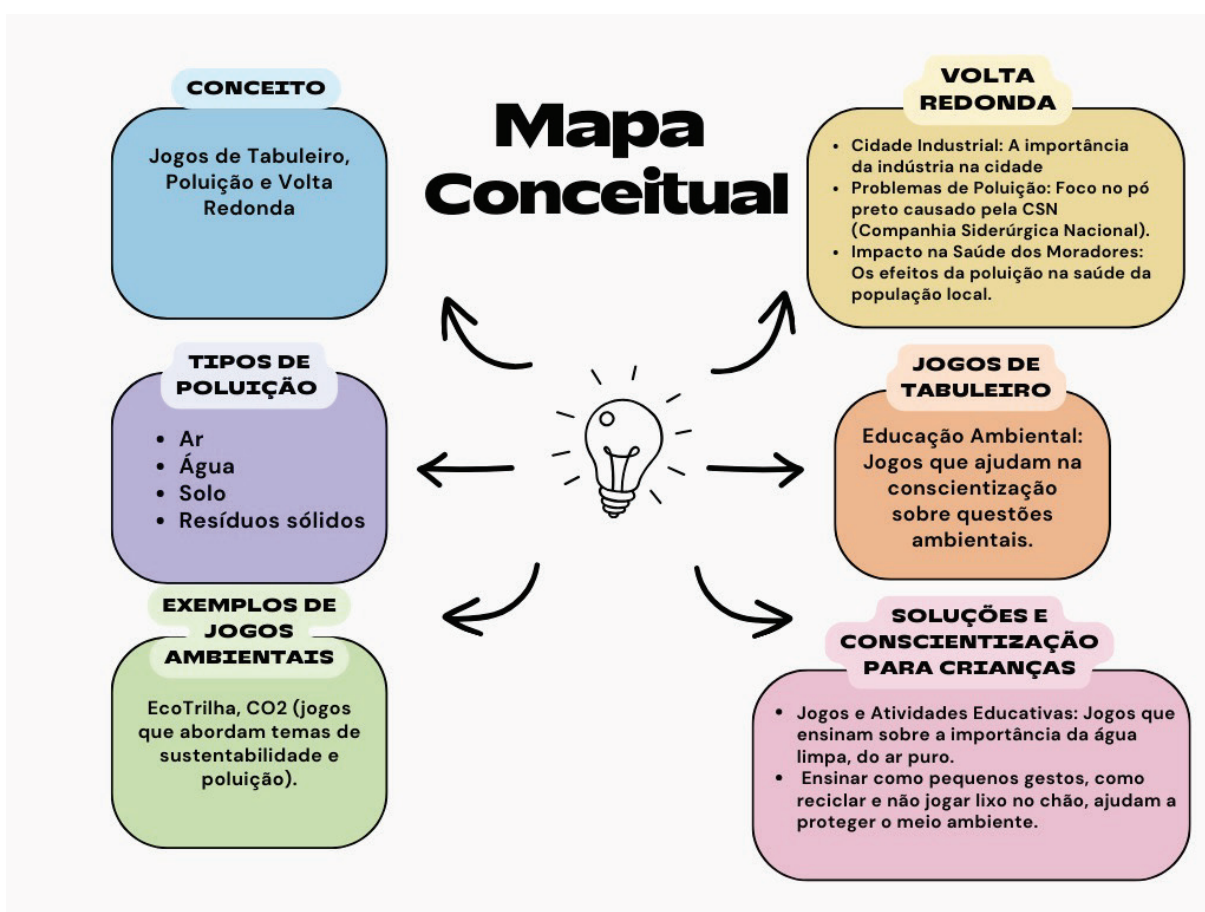 Mapa
Conceitual
CONCEITO
Jogos de Tabuleiro,
Poluição e Volta
Redonda
VOLTA
REDONDA
• Cidade Industrial: A importância
da indústria na cidade
• Problemas de Poluição: Foco no pó
preto causado pela CSN
(Companhia Siderúrgica Nacional).
• Impacto na Saúde dos Moradores:
Os efeitos da poluição na saúde da
população local.
TIPOS DE
POLUIÇÃO
• Ar
• Água
• Solo
• Resíduos sólidos
JOGOS DE
TABULEIRO
Educação Ambiental:
Jogos que ajudam na
conscientização
sobre questões
ambientais.
EXEMPLOS DE
JOGOS
AMBIENTAIS
EcoTrilha, CO2 (jogos
que abordam temas de
sustentabilidade e
poluição).
SOLUÇÕES E
CONSCIENTIZAÇÃO
PARA CRIANÇAS
• Jogos e Atividades Educativas: Jogos que
ensinam sobre a importância da água
limpa, do ar puro.
• Ensinar como pequenos gestos, como
reciclar e não jogar lixo no chão, ajudam a
proteger o meio ambiente.